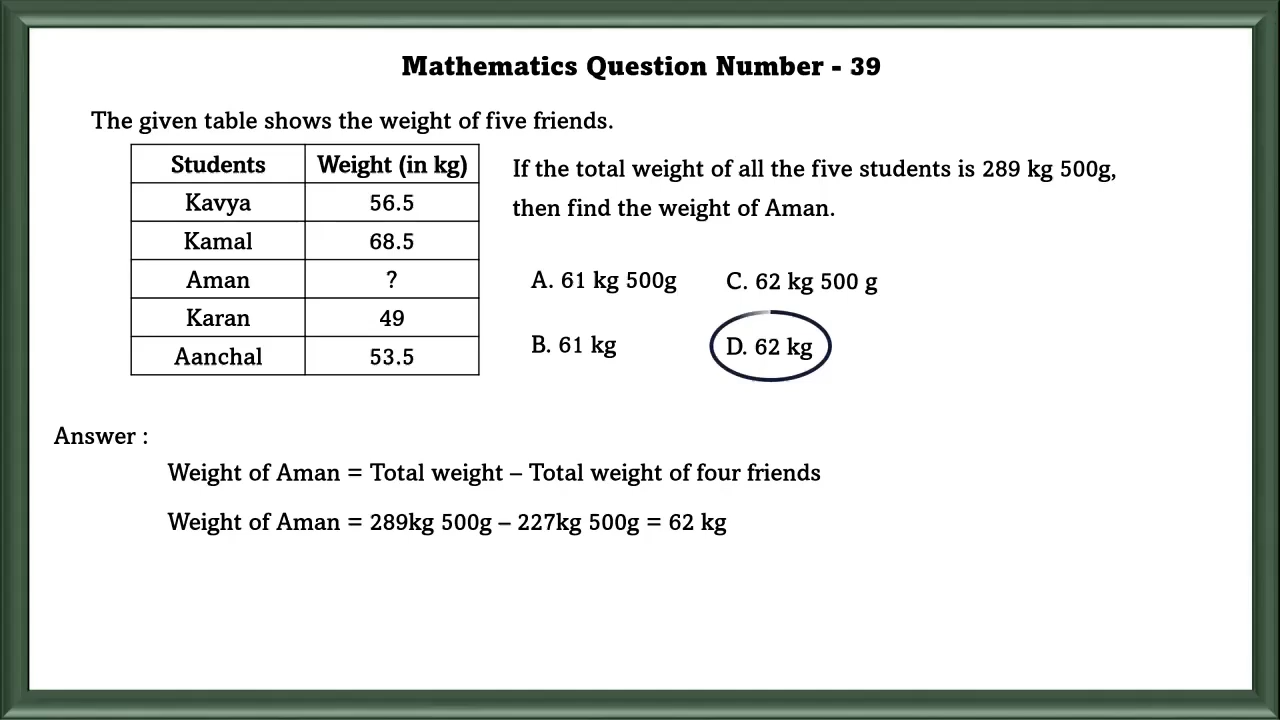 Mathematics Question Number - 39
The given table shows the weight of five friends.
Students Weight (in kg)
Kavya 56.5
Kamal 68.5
Aman ?
Karan 49
Aanchal 53.5
If the total weight of all the five students is 289 kg 500g,
then find the weight of Aman.
A. 61 kg 500g C. 62 kg 500 g
B. 61 kg D. 62 kg
Answer :
Weight of Aman = Total weight – Total weight of four friends
Weight of Aman = 289kg 500g – 227kg 500g = 62 kg